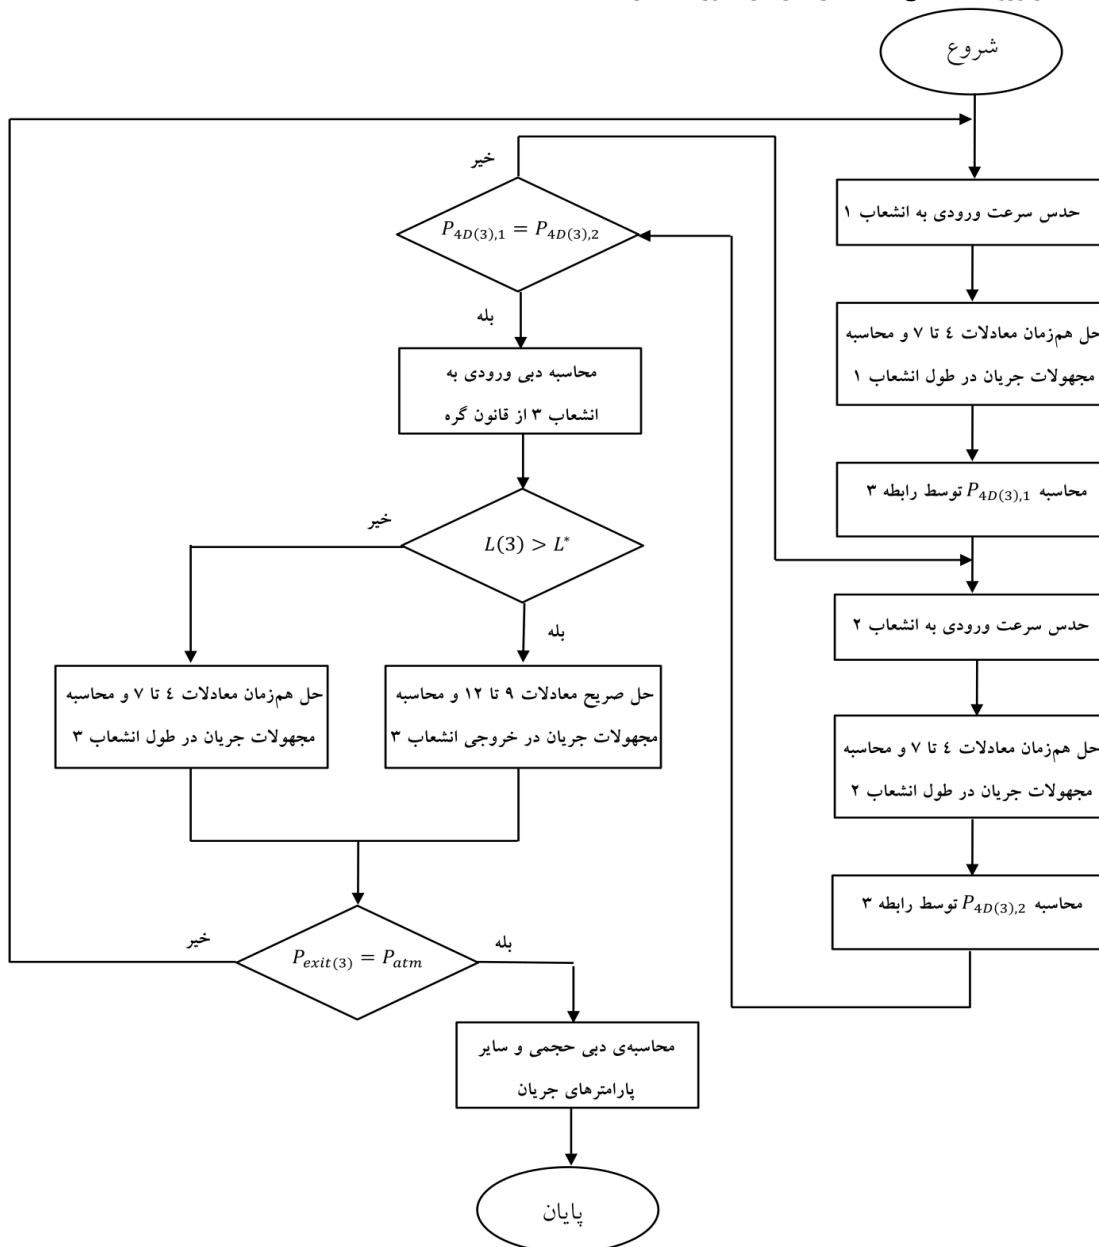 شروع
حدس سرعت ورودی به انشعاب ۱
حل هم‌زمان معادلات ٤ تا ۷ و محاسبه
مجهولات جریان در طول انشعاب ۱
محاسبه P_{4D(3),1} توسط رابطه ۳
حدس سرعت ورودی به انشعاب ۲
حل هم‌زمان معادلات ٤ تا ۷ و محاسبه
مجهولات جریان در طول انشعاب ۲
محاسبه P_{4D(3),2} توسط رابطه ۳
خیر
P_{4D(3),1} = P_{4D(3),2}
بله
محاسبه دبی ورودی به
انشعاب ۳ از قانون گره
خیر
L(3) > L*
بله
حل صریح معادلات ۹ تا ۱۲ و محاسبه
مجهولات جریان در خروجی انشعاب ۳
حل هم‌زمان معادلات ٤ تا ۷ و محاسبه
مجهولات جریان در طول انشعاب ۳
خیر
P_{exit(3)} = P_{atm}
بله
محاسبه‌ی دبی حجمی و سایر
پارامترهای جریان
پایان